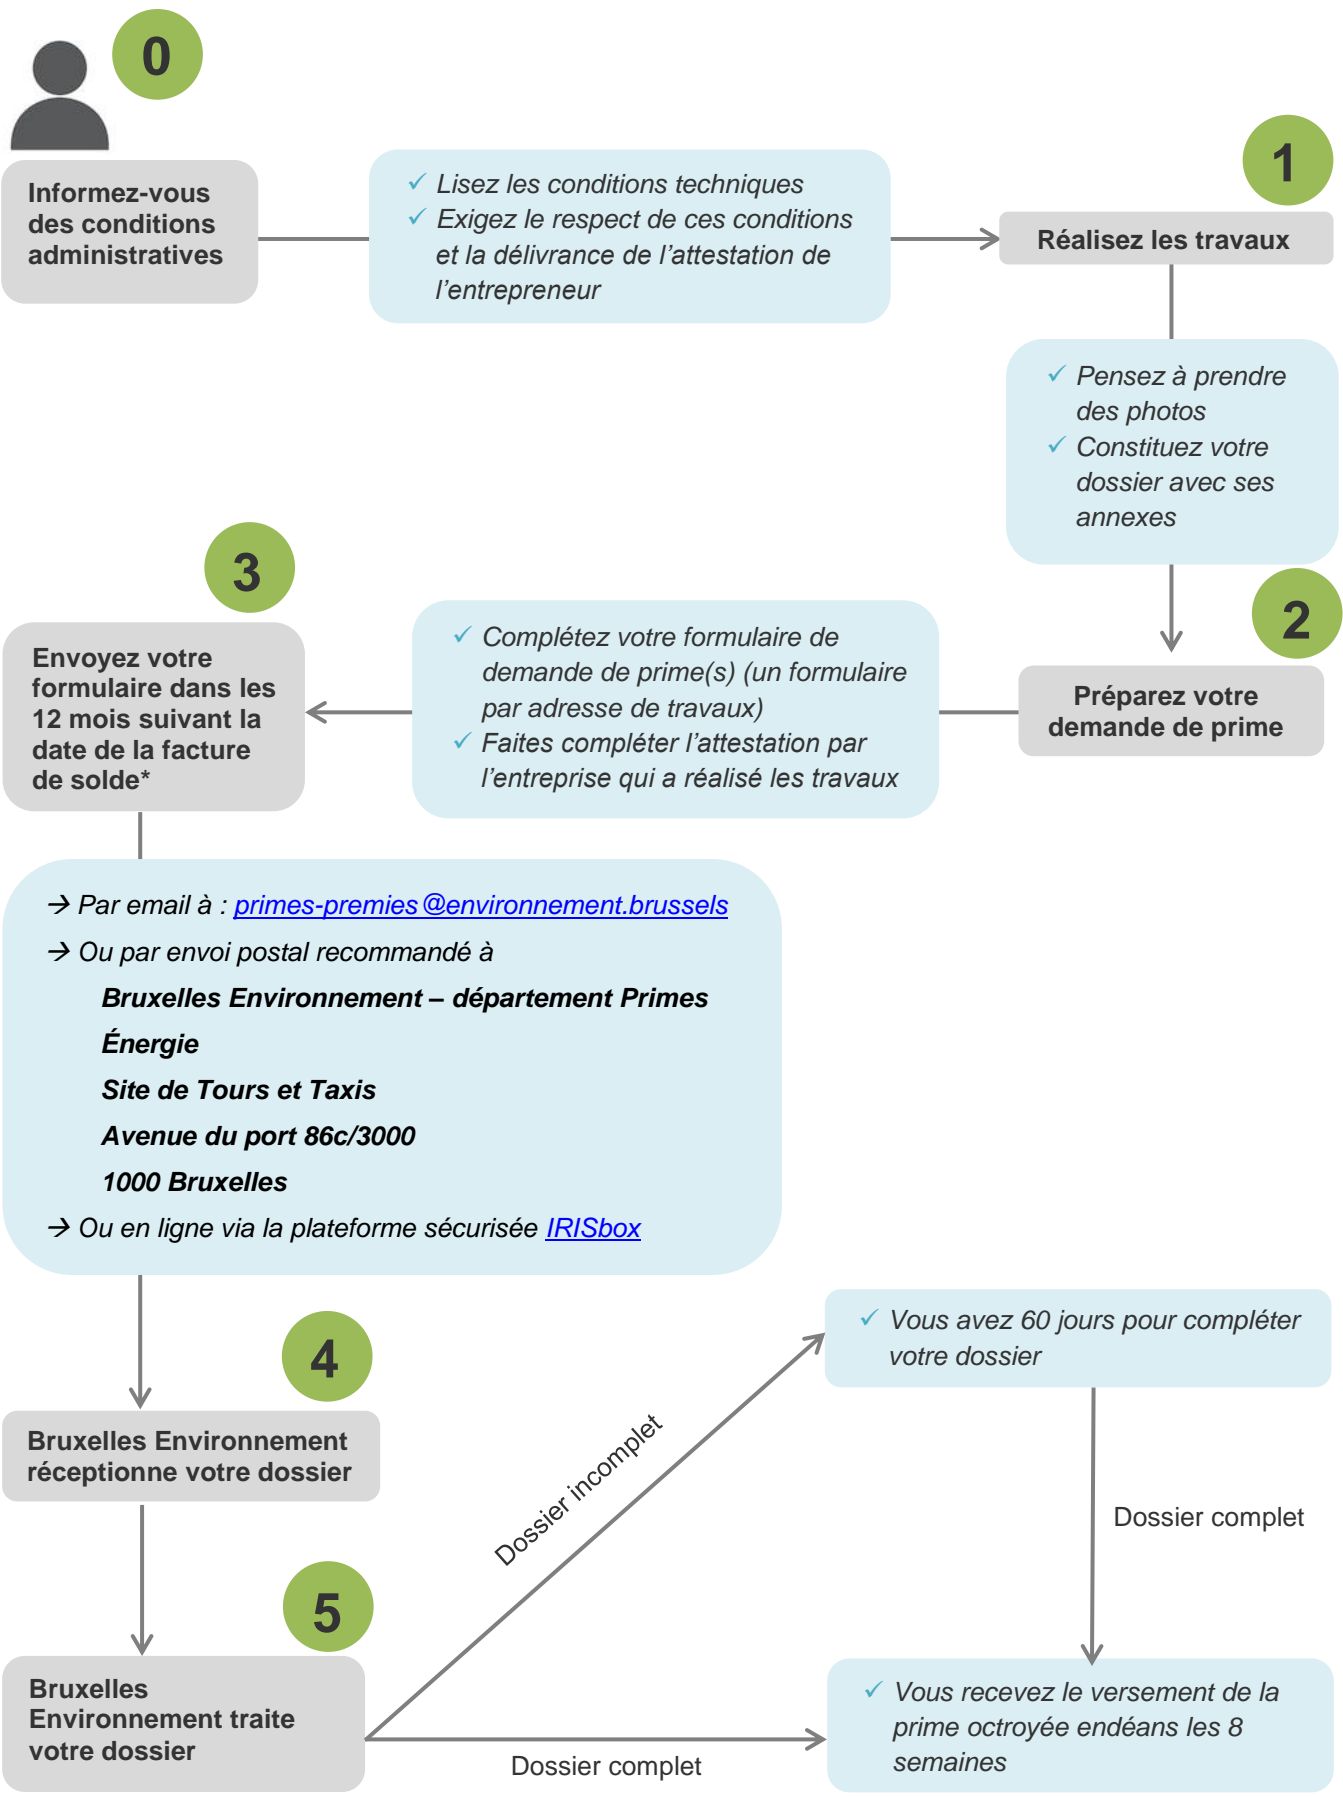 0
Informez-vous
des conditions
administratives
✓ Lisez les conditions techniques
✓ Exigez le respect de ces conditions
et la délivrance de l’attestation de
l’entrepreneur
1
Réalisez les travaux
✓ Pensez à prendre
des photos
✓ Constituez votre
dossier avec ses
annexes
2
Préparez votre
demande de prime
✓ Complétez votre formulaire de
demande de prime(s) (un formulaire
par adresse de travaux)
✓ Faites compléter l’attestation par
l’entreprise qui a réalisé les travaux
3
Envoyez votre
formulaire dans les
12 mois suivant la
date de la facture
de solde*
→ Par email à : primes-premies@environnement.brussels
→ Ou par envoi postal recommandé à
Bruxelles Environnement – département Primes
Énergie
Site de Tours et Taxis
Avenue du port 86c/3000
1000 Bruxelles
→ Ou en ligne via la plateforme sécurisée IRISbox
4
Bruxelles Environnement
réceptionne votre dossier
5
Bruxelles
Environnement traite
votre dossier
Dossier incomplet
✓ Vous avez 60 jours pour compléter
votre dossier
Dossier complet
Dossier complet
✓ Vous recevez le versement de la
prime octroyée endéans les 8
semaines